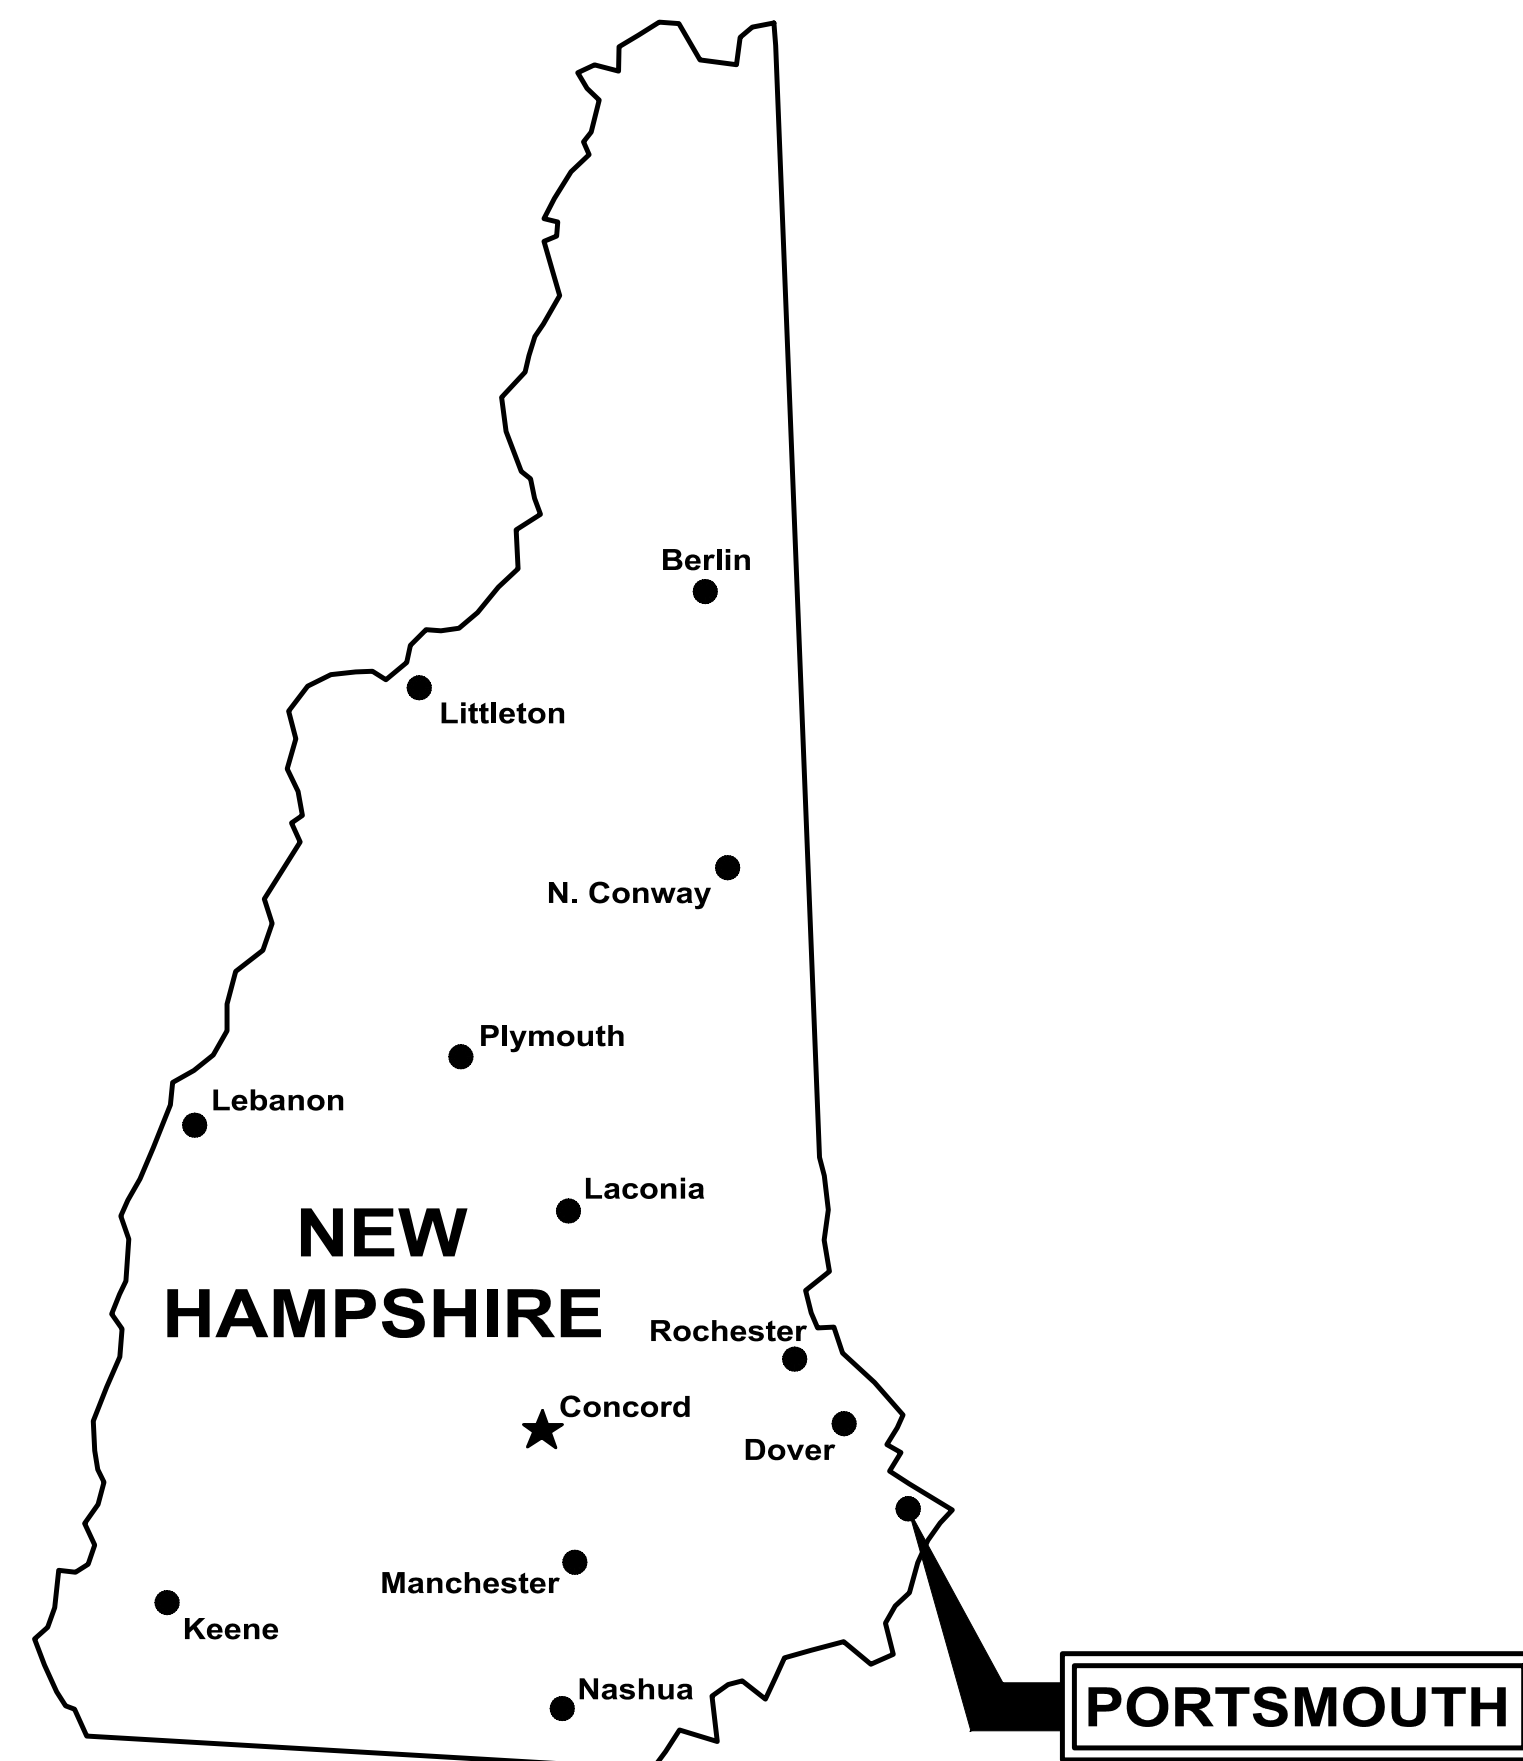 Berlin
Littleton
N. Conway
Plymouth
Lebanon
Laconia
NEW
HAMPSHIRE
Rochester
Concord
Dover
Manchester
Keene
Nashua
PORTSMOUTH